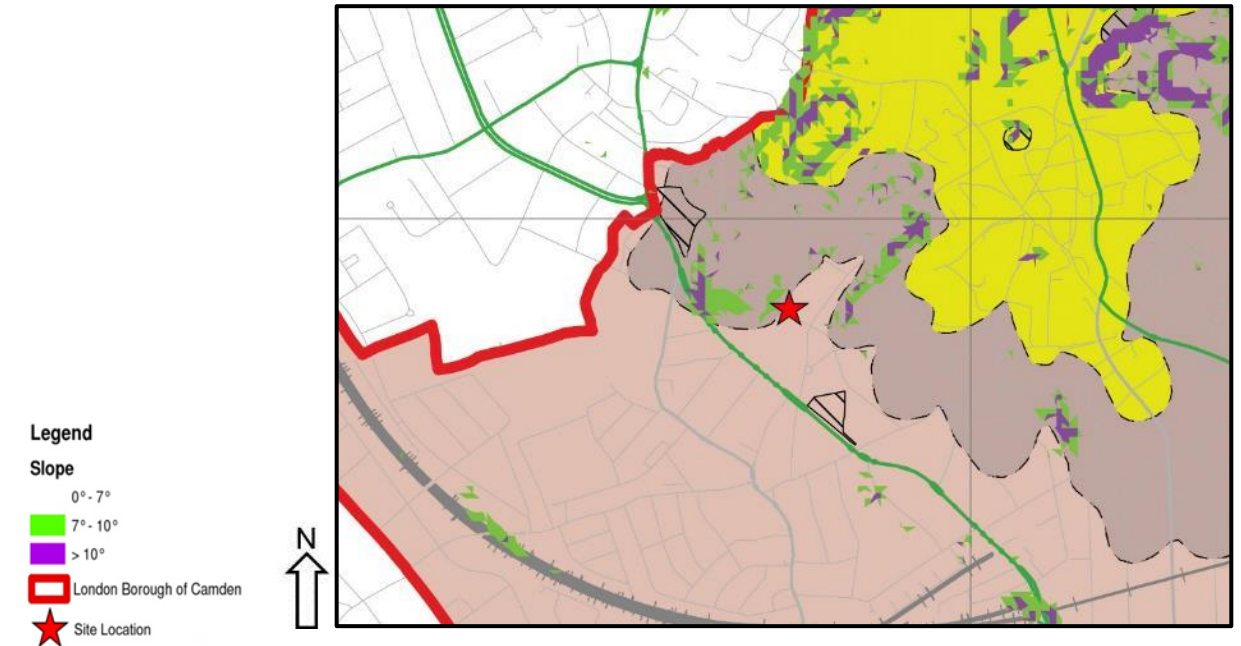 Legend
Slope
0° - 7°
7° - 10°
> 10°
London Borough of Camden
Site Location
N